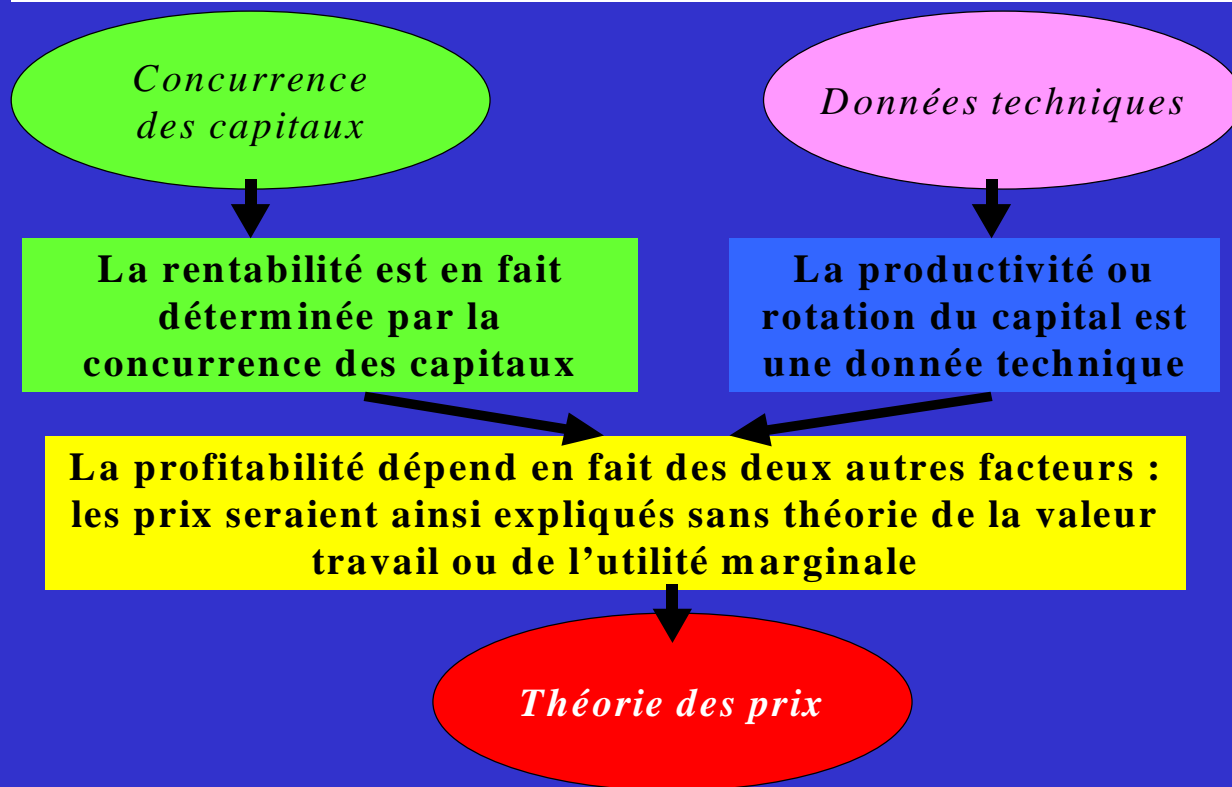 Concurrence
des capitaux
Données techniques
La rentabilité est en fait
déterminée par la
concurrence des capitaux
La productivité ou
rotation du capital est
une donnée technique
La profitabilité dépend en fait des deux autres facteurs :
les prix seraient ainsi expliqués sans théorie de la valeur
travail ou de l’utilité marginale
Théorie des prix